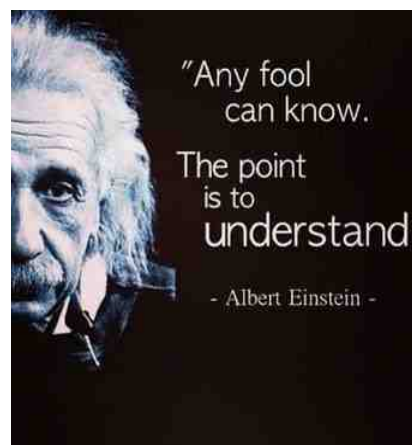 "Any fool
can know.
The point
is to
understand
- Albert Einstein -